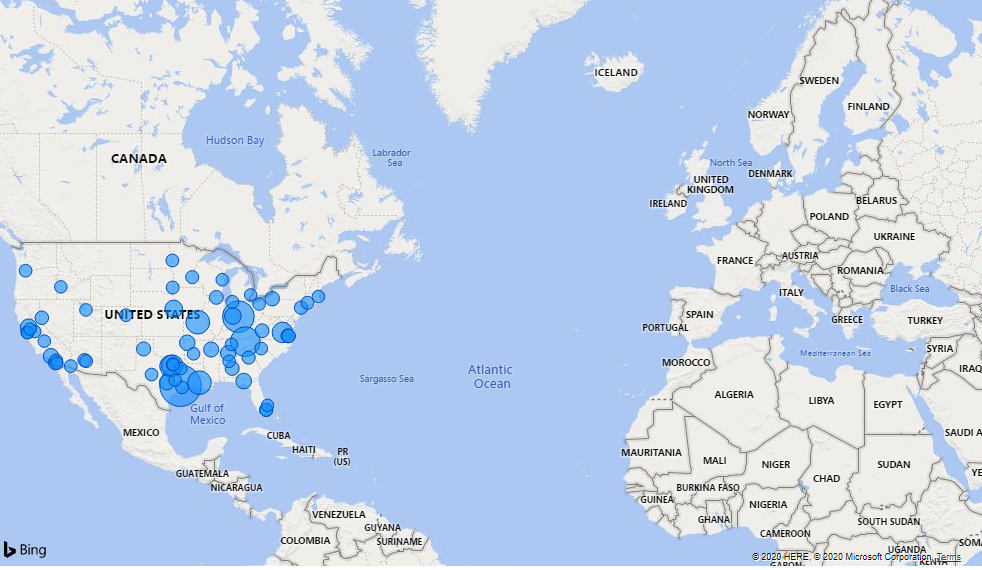 ICELAND
SWEDEN
FINLAND
NORWAY
Hudson Bay
CANADA
Labrador
Sea
North Sea
DENMARK
UNITED
KINGDOM
IRELAND
BELARUS
POLAND
UKRAINE
FRANCE
AUSTRIA
ROMANIA
Black Sea
ITALY
UNITED STATES
SPAIN
PORTUGAL
GREECE
TURKEY
Mediterranean Sea
SYRIA
MOROCCO
IRAQ
Atlantic
Ocean
Sargasso Sea
ALGERIA
LIBYA
EGYPT
Gulf of
Mexico
MEXICO
CUBA
HAITI
PR
(US)
SAUDI A
MAURITANIA
MALI
NIGER
SUDAN
YE
GUATEMALA
NICARAGUA
CHAD
BURKINA FASO
GUINEA
NIGERIA
GHANA
VENEZUELA
GUYANA
SURINAME
COLOMBIA
CAMEROON
SOUTH SUDAN
SOM
UGANDA
KENYA
GABON
Bing
© 2020 HERE, © 2020 Microsoft Corporation Terms